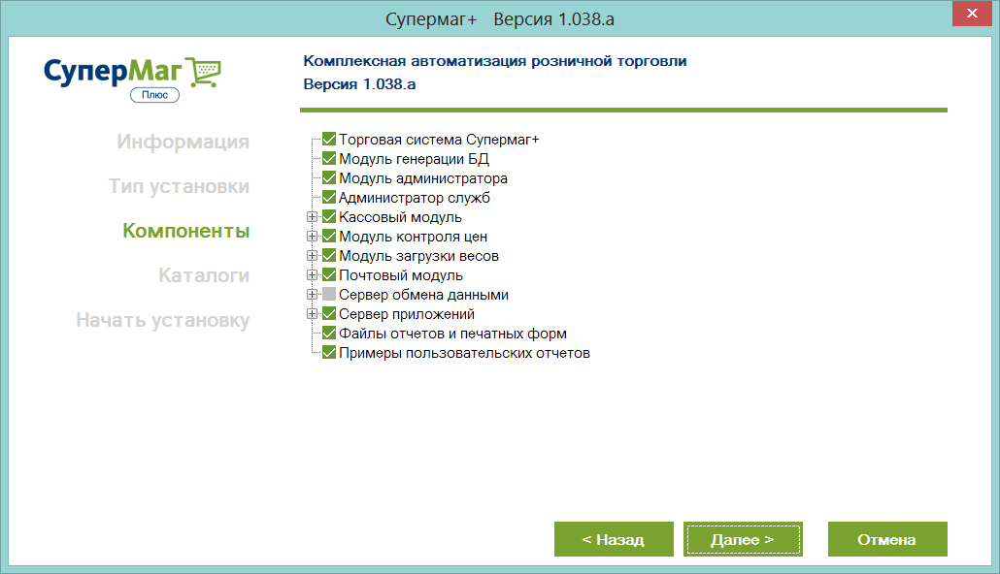 Супермаг+ Версия 1.038.a
СуперМаг
Плюс
Комплексная автоматизация розничной торговли
Версия 1.038.a
Информация
Тип установки
Компоненты
Каталоги
Начать установку
Торговая система Супермаг+
Модуль генерации БД
Модуль администратора
Администратор служб
Кассовый модуль
Модуль контроля цен
Модуль загрузки весов
Почтовый модуль
Сервер обмена данными
Сервер приложений
Файлы отчетов и печатных форм
Примеры пользовательских отчетов
< Назад
Далее >
Отмена